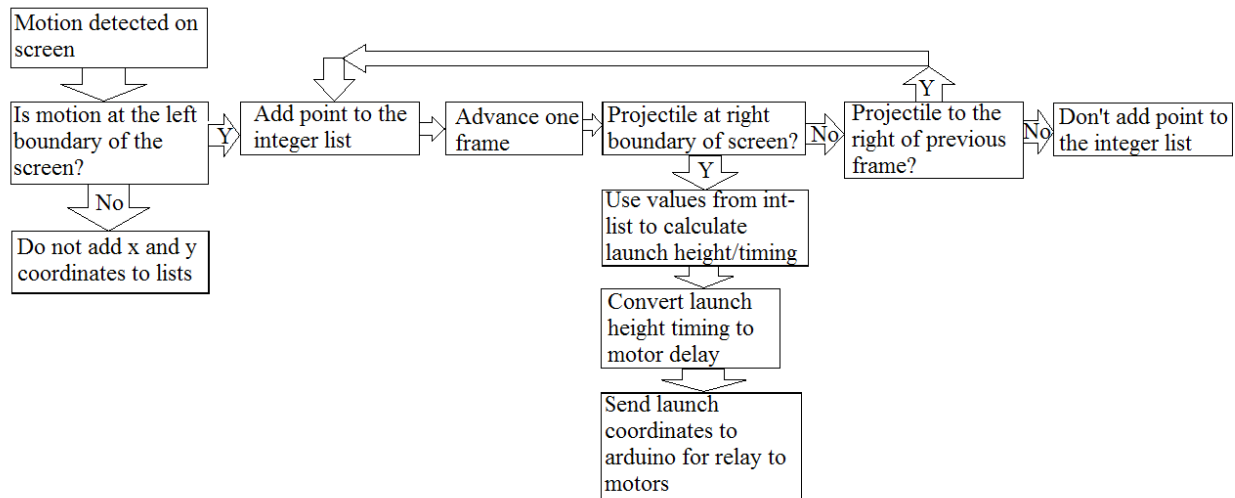 Motion detected on
screen
Is motion at the left
boundary of the
screen?
Y
No
Do not add x and y
coordinates to lists
Add point to the
integer list
Advance one
frame
Projectile at right
boundary of screen?
No
Y
Projectile to the
right of previous
frame?
Y
No
Don't add point to
the integer list
Use values from int-
list to calculate
launch height/timing
Convert launch
height timing to
motor delay
Send launch
coordinates to
arduino for relay to
motors